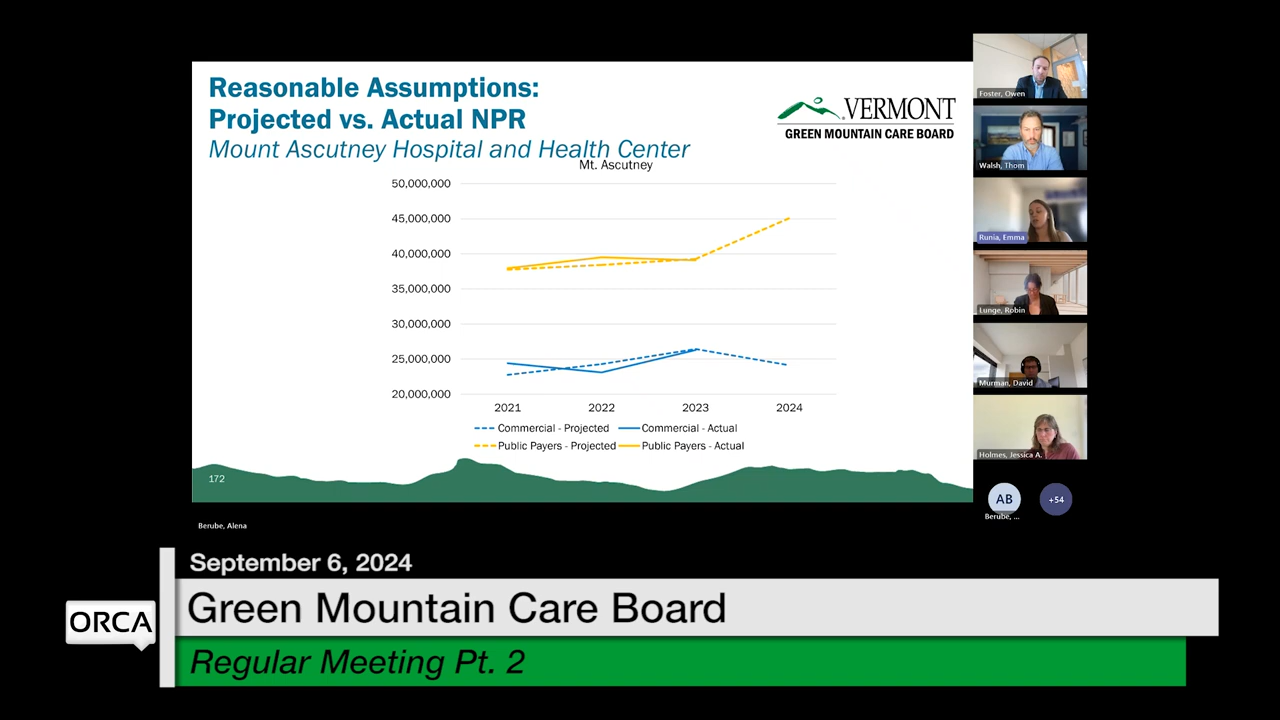 Reasonable Assumptions:
Projected vs. Actual NPR
Mount Ascutney Hospital and Health Center
VERMONT
GREEN MOUNTAIN CARE BOARD
Mt. Ascutney
50,000,000
45,000,000
40,000,000
35,000,000
30,000,000
25,000,000
20,000,000
2021 2022 2023 2024
Commercial - Projected Commercial - Actual
Public Payers - Projected Public Payers - Actual
172
Foster, Owen
Walsh, Thom
Runia, Emma
Lunge, Robin
Murman, David
Holmes, Jessica A.
AB +54
Berube, ...
Berube, Alena
September 6, 2024
ORCA
Green Mountain Care Board
Regular Meeting Pt. 2